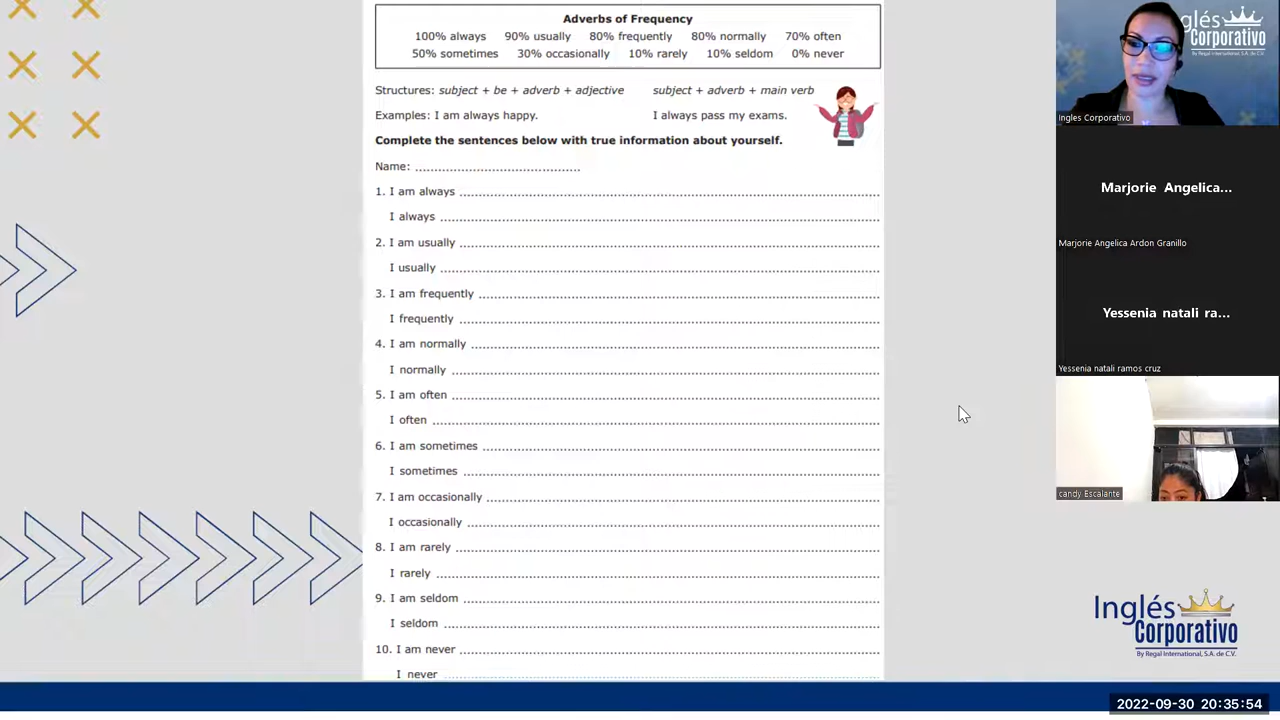 Adverbs of Frequency
100% always 90% usually 80% frequently 80% normally 70% often
50% sometimes 30% occasionally 10% rarely 10% seldom 0% never
Structures: subject + be + adverb + adjective subject + adverb + main verb
Examples: I am always happy. I always pass my exams.
Complete the sentences below with true information about yourself.
Name: ........................................
1. I am always
I always
2. I am usually
I usually
3. I am frequently
I frequently
4. I am normally
I normally
5. I am often
I often
6. I am sometimes
I sometimes
7. I am occasionally
I occasionally
8. I am rarely
I rarely
9. I am seldom
I seldom
10. I am never
I never
glés
Corporativo
By Regal International, S.A. de C.V.
Ingles Corporativo
Marjorie Angelica...
Marjorie Angelica Ardon Granillo
Yessenia natali ra...
Yessenia natali ramos cruz
candy Escalante
Inglés
Corporativo
By Regal International, S.A. de C.V.
2022-09-30 20:35:54